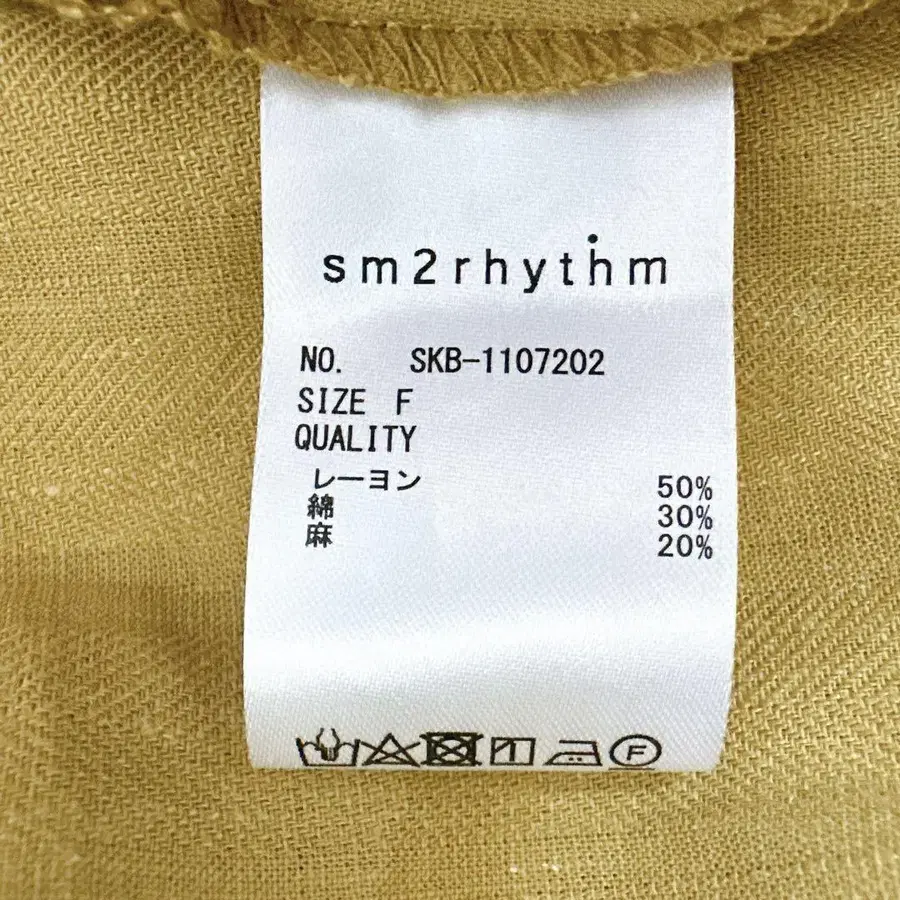 sm2rhythm
NO. SKB-1107202
SIZE F
QUALITY
レーヨン 50%
綿 30%
麻 20%
F